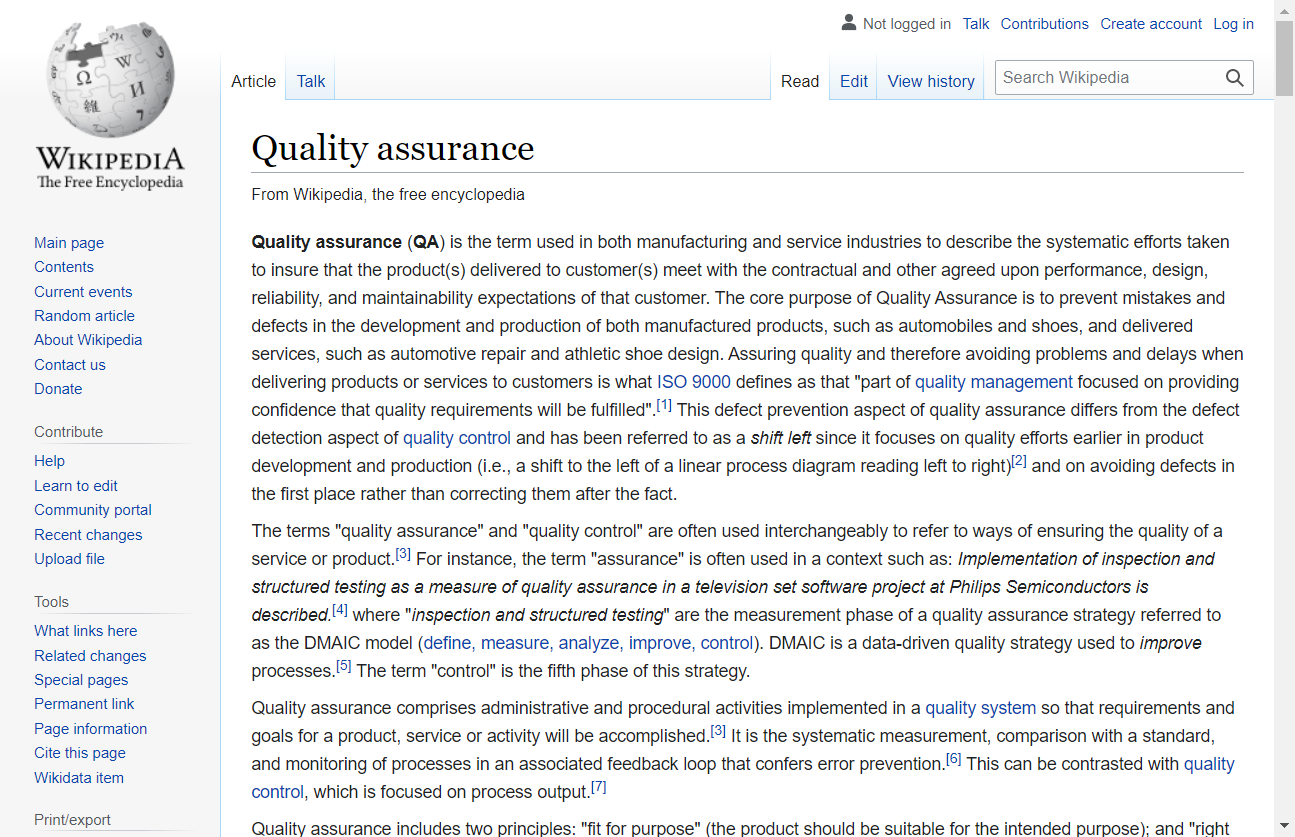 Not logged in Talk Contributions Create account Log in
Article Talk Read Edit View history Search Wikipedia
WIKIPEDIA
The Free Encyclopedia
Main page
Contents
Current events
Random article
About Wikipedia
Contact us
Donate
Contribute
Help
Learn to edit
Community portal
Recent changes
Upload file
Tools
What links here
Related changes
Special pages
Permanent link
Page information
Cite this page
Wikidata item
Print/export
Quality assurance
From Wikipedia, the free encyclopedia
Quality assurance (QA) is the term used in both manufacturing and service industries to describe the systematic efforts taken
to insure that the product(s) delivered to customer(s) meet with the contractual and other agreed upon performance, design,
reliability, and maintainability expectations of that customer. The core purpose of Quality Assurance is to prevent mistakes and
defects in the development and production of both manufactured products, such as automobiles and shoes, and delivered
services, such as automotive repair and athletic shoe design. Assuring quality and therefore avoiding problems and delays when
delivering products or services to customers is what ISO 9000 defines as that "part of quality management focused on providing
confidence that quality requirements will be fulfilled".[1] This defect prevention aspect of quality assurance differs from the defect
detection aspect of quality control and has been referred to as a shift left since it focuses on quality efforts earlier in product
development and production (i.e., a shift to the left of a linear process diagram reading left to right)[2] and on avoiding defects in
the first place rather than correcting them after the fact.
The terms "quality assurance" and "quality control" are often used interchangeably to refer to ways of ensuring the quality of a
service or product.[3] For instance, the term "assurance" is often used in a context such as: Implementation of inspection and
structured testing as a measure of quality assurance in a television set software project at Philips Semiconductors is
described.[4] where "inspection and structured testing" are the measurement phase of a quality assurance strategy referred to
as the DMAIC model (define, measure, analyze, improve, control). DMAIC is a data-driven quality strategy used to improve
processes.[5] The term "control" is the fifth phase of this strategy.
Quality assurance comprises administrative and procedural activities implemented in a quality system so that requirements and
goals for a product, service or activity will be accomplished.[3] It is the systematic measurement, comparison with a standard,
and monitoring of processes in an associated feedback loop that confers error prevention.[6] This can be contrasted with quality
control, which is focused on process output.[7]
Quality assurance includes two principles: "fit for purpose" (the product should be suitable for the intended purpose); and "right